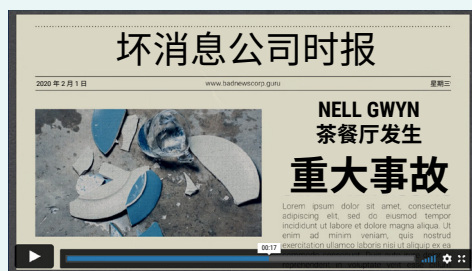 坏消息公司时报
2020 年 2 月 1 日 www.badnewscorp.guru 星期三
NELL GWYN
茶餐厅发生
重大事故
Lorem ipsum dolor sit amet, consectetur
adipiscing elit, sed do eiusmod tempor
incididunt ut labore et dolore magna aliqua. Ut
enim ad minim veniam, quis nostrud
exercitation ullamco laboris nisi ut aliquip ex ea
00:17